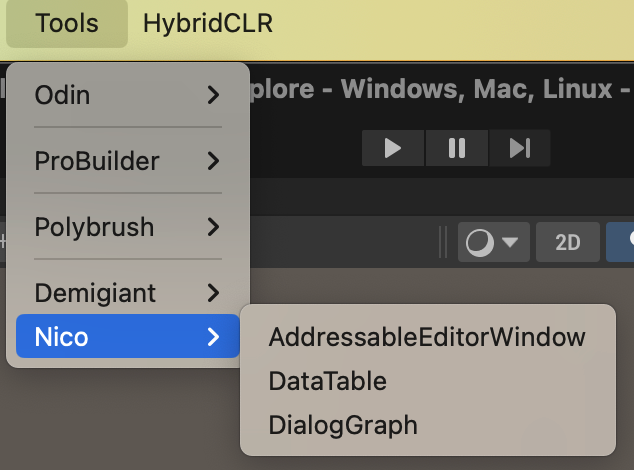 Tools HybridCLR
plore - Windows, Mac, Linux -
Odin
ProBuilder
Polybrush
2D
Demigiant
Nico
AddressableEditorWindow
DataTable
DialogGraph